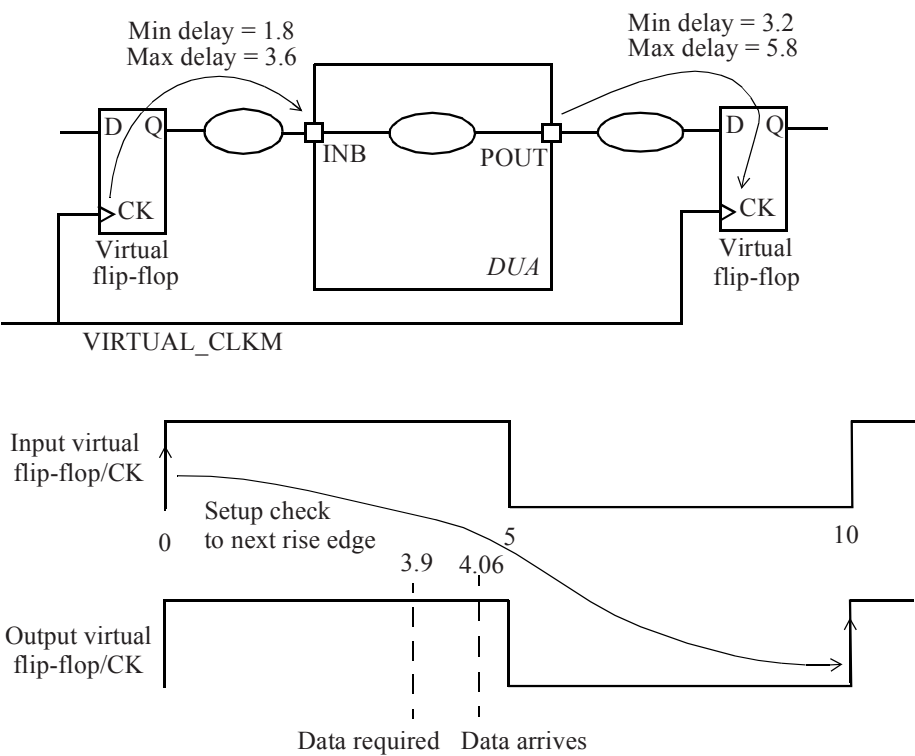 Min delay = 1.8
Max delay = 3.6
Min delay = 3.2
Max delay = 5.8
D Q
INB
POUT
D Q
CK
CK
Virtual
flip-flop
DUA
Virtual
flip-flop
VIRTUAL_CLKM
Input virtual
flip-flop/CK
Setup check
to next rise edge
0
5
10
3.9
4.06
Output virtual
flip-flop/CK
Data required
Data arrives